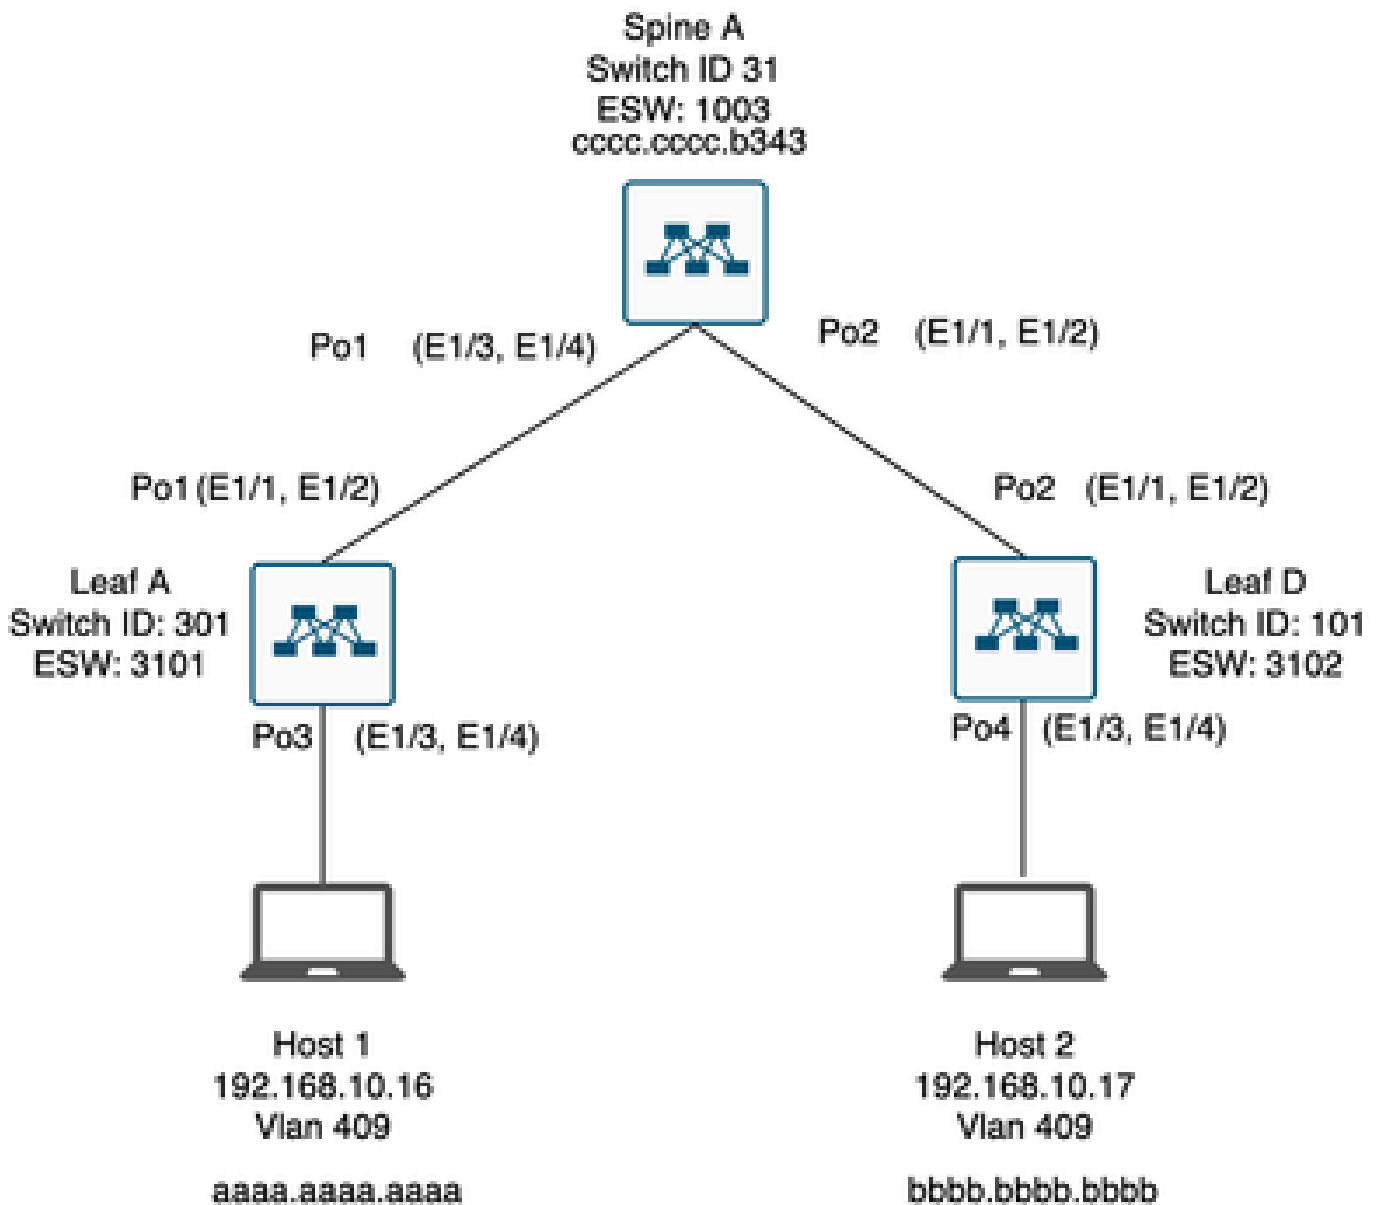 Spine A
Switch ID 31
ESW: 1003
cccc.cccc.b343
Po1 (E1/3, E1/4)
Po2 (E1/1, E1/2)
Po1 (E1/1, E1/2)
Po2 (E1/1, E1/2)
Leaf A
Switch ID: 301
ESW: 3101
Leaf D
Switch ID: 101
ESW: 3102
Po3 (E1/3, E1/4)
Po4 (E1/3, E1/4)
Host 1
192.168.10.16
Vlan 409
aaaa.aaaa.aaaa
Host 2
192.168.10.17
Vlan 409
bbbb.bbbb.bbbb